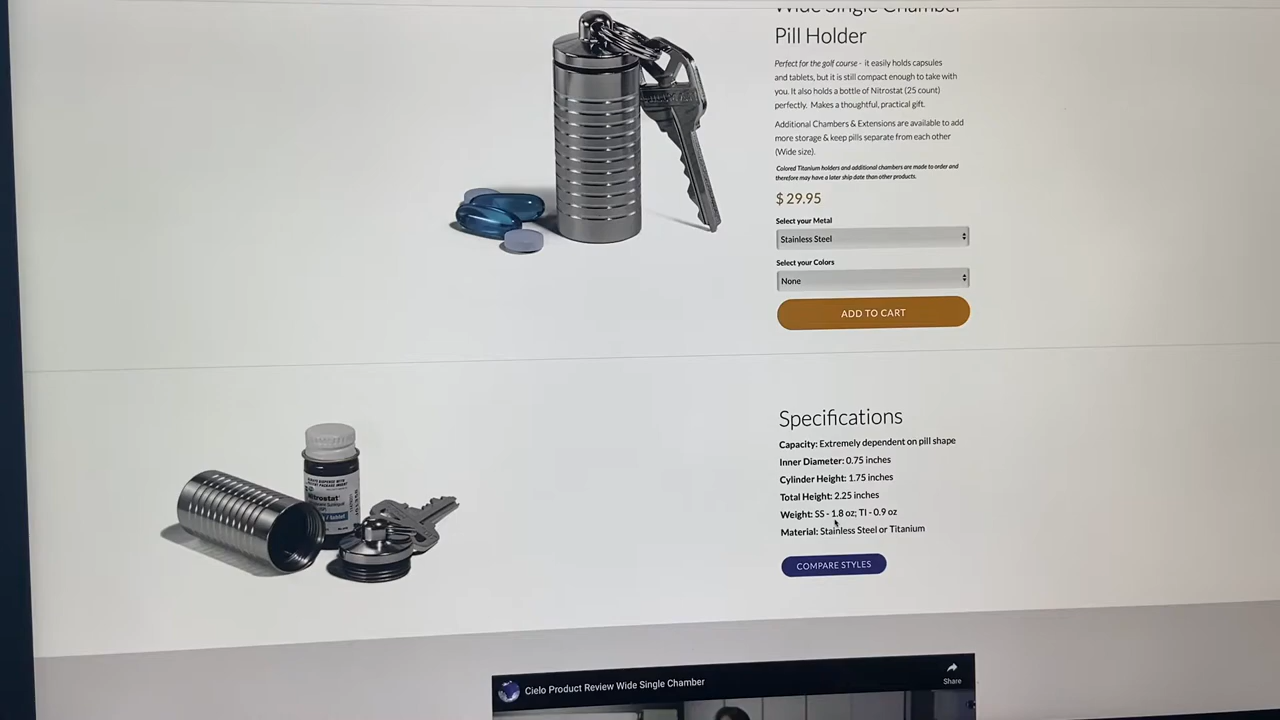 Wide Single Chamber
Pill Holder
Perfect for the golf course - it easily holds capsules
and tablets, but it is still compact enough to take with
you. It also holds a bottle of Nitrostat (25 count)
perfectly. Makes a thoughtful, practical gift.
Additional Chambers & Extensions are available to add
more storage & keep pills separate from each other
(Wide size).
Colored Titanium holders and additional chambers are made to order and
therefore may have a later ship date than other products.
$ 29.95
Select your Metal
Stainless Steel
Select your Colors
None
ADD TO CART
Nitrostat
tablet
Specifications
Capacity: Extremely dependent on pill shape
Inner Diameter: 0.75 inches
Cylinder Height: 1.75 inches
Total Height: 2.25 inches
Weight: SS - 1.8 oz; TI - 0.9 oz
Material: Stainless Steel or Titanium
COMPARE STYLES
Cielo Product Review Wide Single Chamber
Share